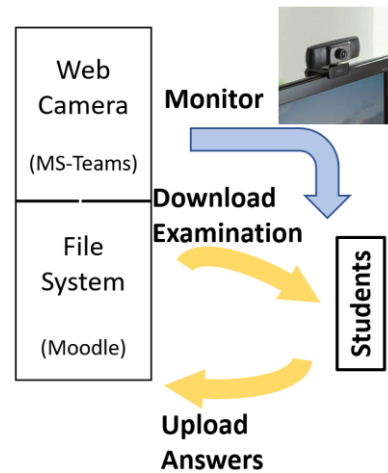 Web
Camera
(MS-Teams)
Monitor
Download
Examination
File
System
(Moodle)
Students
Upload
Answers